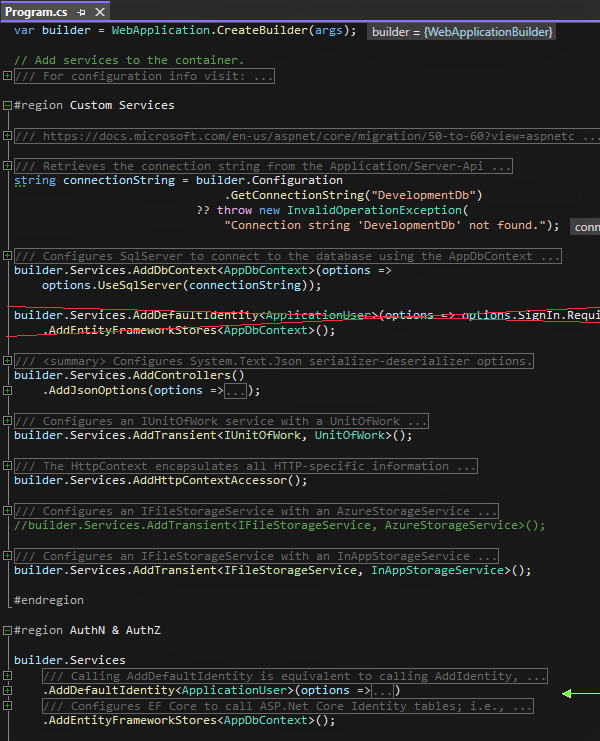 Program.cs
var builder = WebApplication.CreateBuilder(args); builder = {WebApplicationBuilder}
// Add services to the container.
/// For configuration info visit: ...
#region Custom Services
/// https://docs.microsoft.com/en-us/aspnet/core/migration/50-to-60?view=aspnetc ...
/// Retrieves the connection string from the Application/Server-Api ...
string connectionString = builder.Configuration
.GetConnectionString("DevelopmentDb")
?? throw new InvalidOperationException(
"Connection string 'DevelopmentDb' not found."); conn
/// Configures SqlServer to connect to the database using the AppDbContext ...
builder.Services.AddDbContext<AppDbContext>(options =>
options.UseSqlServer(connectionString));
builder.Services.AddDefaultIdentity<ApplicationUser>(options => options.SignIn.Requi
.AddEntityFrameworkStores<AppDbContext>();
/// <summary> Configures System.Text.Json serializer-deserializer options.
builder.Services.AddControllers()
.AddJsonOptions(options =>...);
/// Configures an IUnitOfWork service with a UnitOfWork ...
builder.Services.AddTransient<IUnitOfWork, UnitOfWork>();
/// The HttpContext encapsulates all HTTP-specific information ...
builder.Services.AddHttpContextAccessor();
/// Configures an IFileStorageService with an AzureStorageService ...
//builder.Services.AddTransient<IFileStorageService, AzureStorageService>();
/// Configures an IFileStorageService with an InAppStorageService ...
builder.Services.AddTransient<IFileStorageService, InAppStorageService>();
#endregion
#region AuthN & AuthZ
builder.Services
/// Calling AddDefaultIdentity is equivalent to calling AddIdentity, ...
.AddDefaultIdentity<ApplicationUser>(options =>...)
/// Configures EF Core to call ASP.Net Core Identity tables; i.e., ...
.AddEntityFrameworkStores<AppDbContext>();